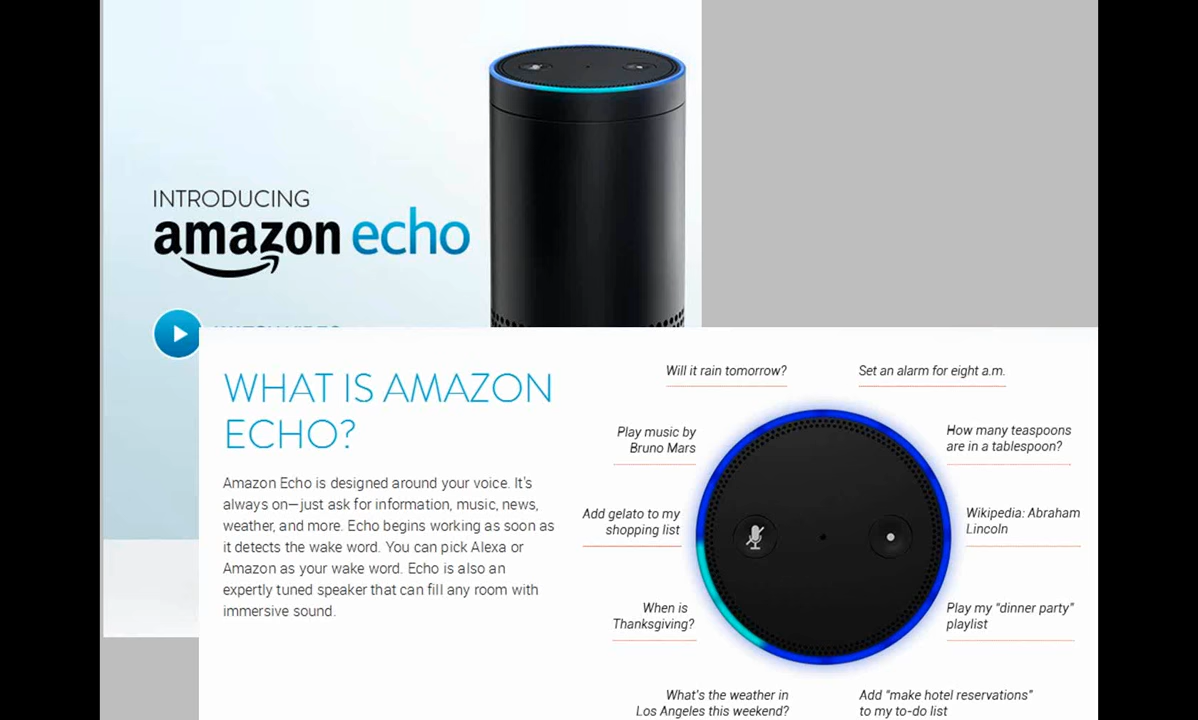 INTRODUCING
amazon echo
WHAT IS AMAZON
ECHO?
Amazon Echo is designed around your voice. It's
always on—just ask for information, music, news,
weather, and more. Echo begins working as soon as
it detects the wake word. You can pick Alexa or
Amazon as your wake word. Echo is also an
expertly tuned speaker that can fill any room with
immersive sound.
Will it rain tomorrow?
Set an alarm for eight a.m.
Play music by
Bruno Mars
How many teaspoons
are in a tablespoon?
Add gelato to my
shopping list
Wikipedia: Abraham
Lincoln
When is
Thanksgiving?
Play my "dinner party"
playlist
What's the weather in
Los Angeles this weekend?
Add "make hotel reservations"
to my to-do list